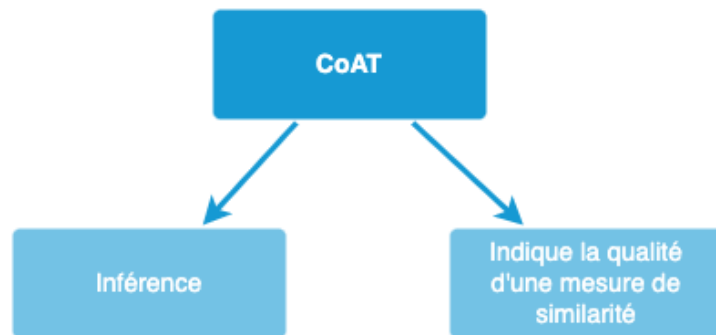 CoAT
Inférence
Indique la qualité
d'une mesure de
similarité